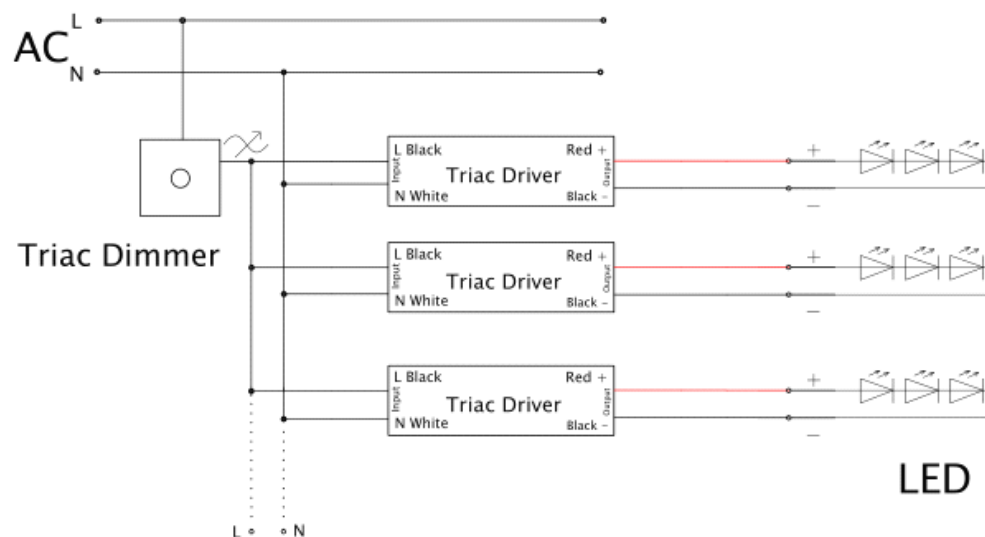 L
AC
N
L Black
Red +
Input
Triac Driver
Output
N White
Black -
Triac Dimmer
L Black
Red +
Input
Triac Driver
Output
N White
Black -
L Black
Red +
Input
Triac Driver
Output
N White
Black -
+
−
+
−
+
−
LED
L
N